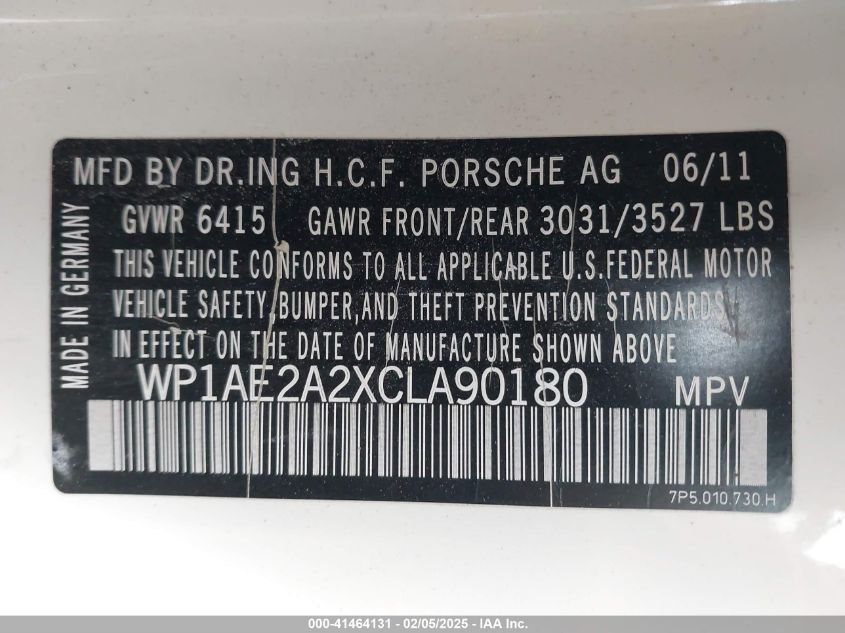 MFD BY DR.ING H.C.F. PORSCHE AG 06/11
GVWR 6415 GAWR FRONT/REAR 3031/3527 LBS
THIS VEHICLE CONFORMS TO ALL APPLICABLE U.S.FEDERAL MOTOR
VEHICLE SAFETY,BUMPER,AND THEFT PREVENTION STANDARDS
IN EFFECT ON THE DATE OF MANUFACTURE SHOWN ABOVE
MADE IN GERMANY
WP1AE2A2XCLA90180 MPV
7P5.010.730.H
000-41464131 - 02/05/2025 - IAA Inc.